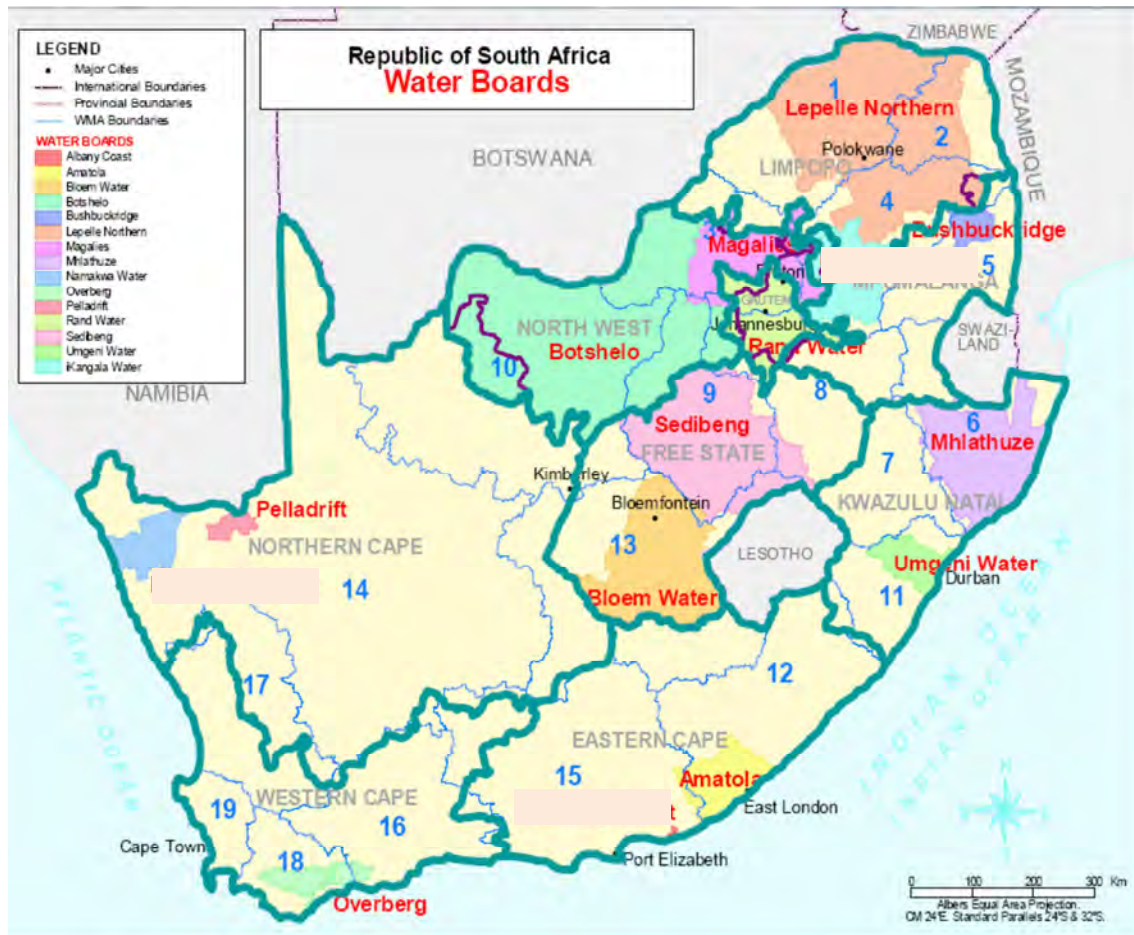 LEGEND
Major Cities
International Boundaries
Provincial Boundaries
WMA Boundaries
WATER BOARDS
Albany Coast
Amatola
Bloem Water
Botshelo
Bushbuckridge
Lepelle Northern
Magalies
Mhlathuze
Namakwa Water
Overberg
Pelladrift
Rand Water
Sedibeng
Umgeni Water
iKangala Water
Republic of South Africa
Water Boards
ZIMBABWE
MOZAMBIQUE
BOTSWANA
NAMIBIA
1
Lepelle Northern
2
Polokwane
LIMPOPO
4
Bushbuckridge
3
Magalies
5
MPUMALANGA
SWAZI-
LAND
Johannesburg
Rand Water
NORTH WEST
Botshelo
10
9
8
Sedibeng
FREE STATE
6
Mhlathuze
7
KWAZULU NATAL
Kimberley
Bloemfontein
13
LESOTHO
Bloem Water
Umgeni Water
Durban
11
Pelladrift
NORTHERN CAPE
14
17
12
EASTERN CAPE
15
Amatola
t
East London
Port Elizabeth
WESTERN CAPE
19
16
Cape Town
18
Overberg
ATLANTIC OCEAN
INDIAN OCEAN
0 100 200 300 Km
Albers Equal Area Projection.
CM 24°E. Standard Parallels 24°S & 32°S.